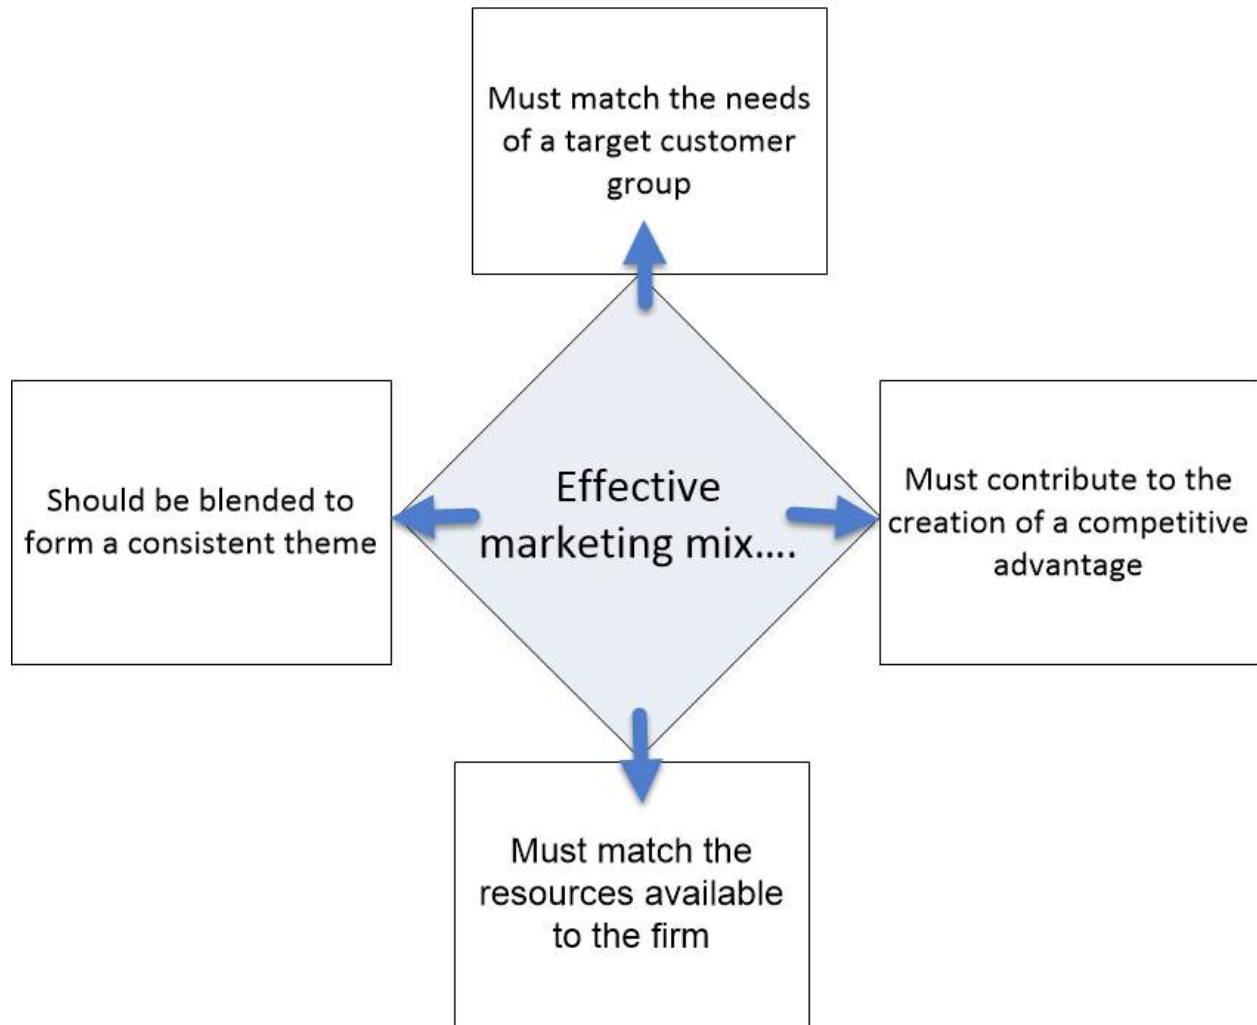 Must match the needs
of a target customer
group
Should be blended to
form a consistent theme
Effective
marketing mix....
Must contribute to the
creation of a competitive
advantage
Must match the
resources available
to the firm